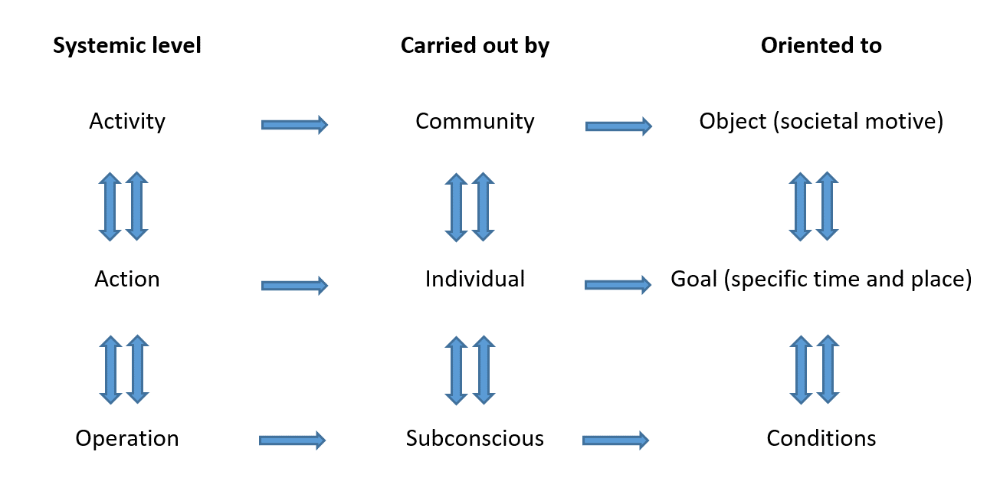 Systemic level Carried out by Oriented to
Activity Community Object (societal motive)
Action Individual Goal (specific time and place)
Operation Subconscious Conditions